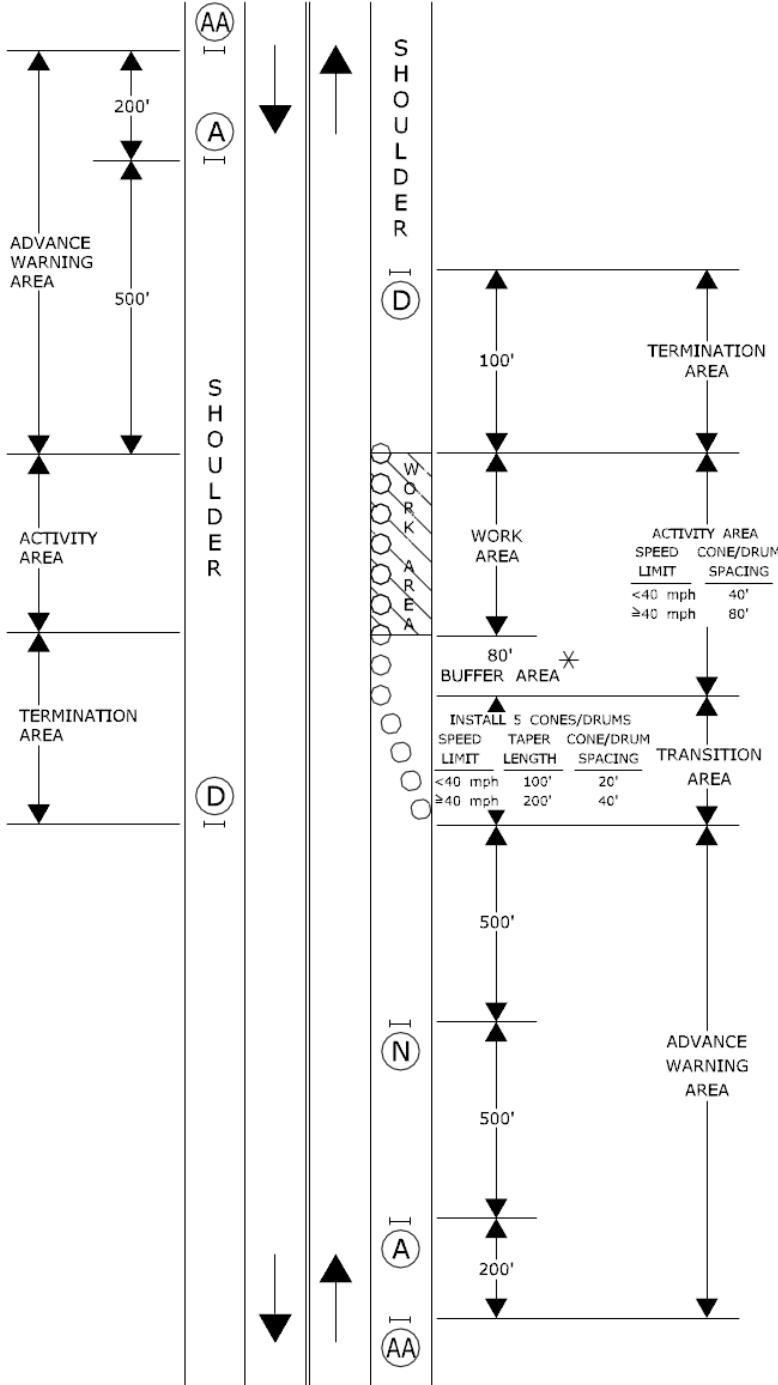 AA
200'
A
ADVANCE
WARNING
AREA
500'
SHOULDER
ACTIVITY
AREA
TERMINATION
AREA
D
SHOULDER
D
100'
TERMINATION
AREA
WORK AREA
WORK
AREA
ACTIVITY AREA
SPEED CONE/DRUM
LIMIT SPACING
<40 mph 40'
≥40 mph 80'
80'
BUFFER AREA *
INSTALL 5 CONES/DRUMS
SPEED TAPER CONE/DRUM
LIMIT LENGTH SPACING
<40 mph 100' 20'
≥40 mph 200' 40'
TRANSITION
AREA
500'
N
ADVANCE
WARNING
AREA
500'
A
200'
AA